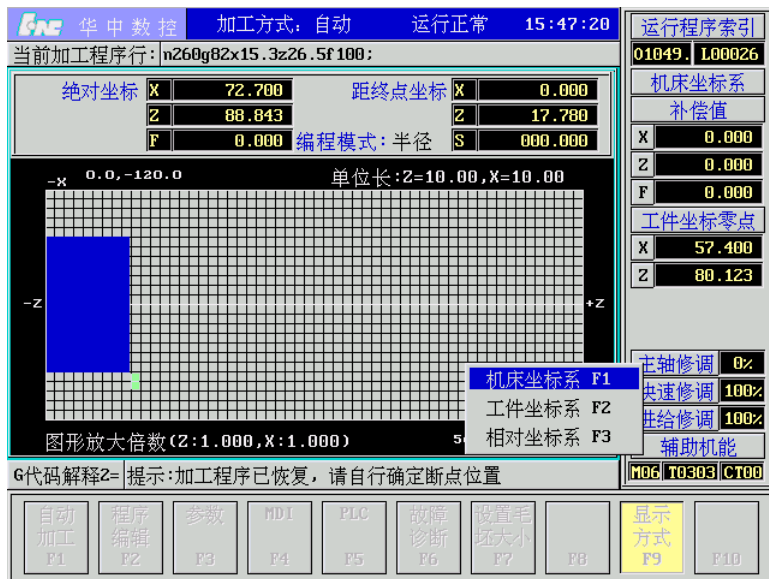 华中数控 加工方式：自动 运行正常 15:47:20
当前加工程序行: n260g82x15.3z26.5f100;
绝对坐标 X 72.700 距终点坐标 X 0.000
Z 88.843 Z 17.780
F 0.000 编程模式:半径 S 000.000
-X 0.0,-120.0 单位长:Z=10.00,X=10.00
-Z +Z
图形放大倍数(Z:1.000,X:1.000)
机床坐标系 F1
工件坐标系 F2
相对坐标系 F3
G代码解释2= 提示:加工程序已恢复，请自行确定断点位置
运行程序索引
O1049. L00026
机床坐标系
补偿值
X 0.000
Z 0.000
F 0.000
工件坐标零点
X 57.400
Z 80.123
主轴修调 0%
快速修调 100%
进给修调 100%
辅助机能
M06 T0303 CT00
自动加工 F1
程序编辑 F2
参数 F3
MDI F4
PLC F5
故障诊断 F6
设置毛坯大小 F7
F8
显示方式 F9
F10